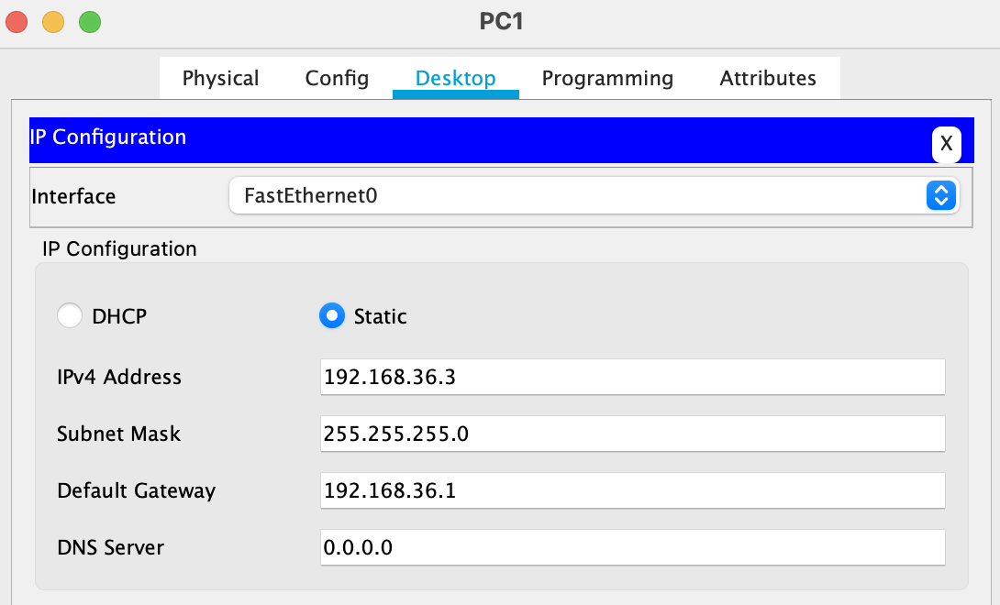 PC1
Physical Config Desktop Programming Attributes
IP Configuration X
Interface FastEthernet0
IP Configuration
DHCP Static
IPv4 Address 192.168.36.3
Subnet Mask 255.255.255.0
Default Gateway 192.168.36.1
DNS Server 0.0.0.0